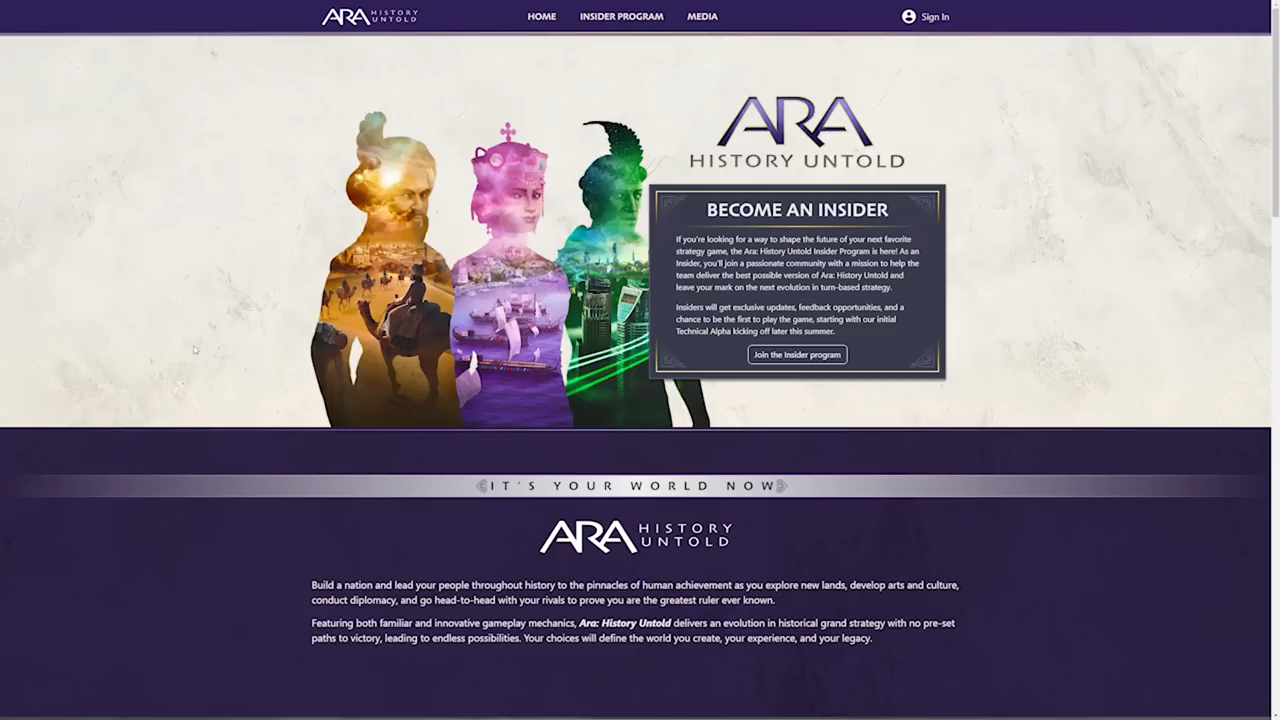 ARA HISTORY UNTOLD
HOME
INSIDER PROGRAM
MEDIA
Sign In
ARA
HISTORY UNTOLD
BECOME AN INSIDER
If you're looking for a way to shape the future of your next favorite
strategy game, the Ara: History Untold Insider Program is here! As an
Insider, you'll join a passionate community with a mission to help the
team deliver the best possible version of Ara: History Untold and
leave your mark on the next evolution in turn-based strategy.
Insiders will get exclusive updates, feedback opportunities, and a
chance to be the first to play the game, starting with our initial
Technical Alpha kicking off later this summer.
Join the Insider program
IT'S YOUR WORLD NOW
ARA HISTORY UNTOLD
Build a nation and lead your people throughout history to the pinnacles of human achievement as you explore new lands, develop arts and culture,
conduct diplomacy, and go head-to-head with your rivals to prove you are the greatest ruler ever known.
Featuring both familiar and innovative gameplay mechanics, Ara: History Untold delivers an evolution in historical grand strategy with no pre-set
paths to victory, leading to endless possibilities. Your choices will define the world you create, your experience, and your legacy.